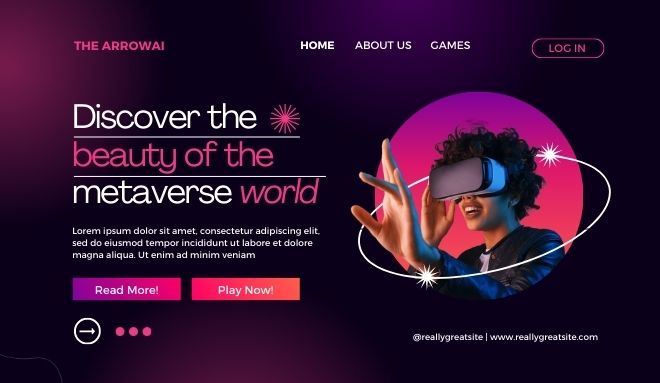 THE ARROWAI
HOME ABOUT US GAMES
LOG IN
Discover the
beauty of the
metaverse world
Lorem ipsum dolor sit amet, consectetur adipiscing elit,
sed do eiusmod tempor incididunt ut labore et dolore
magna aliqua. Ut enim ad minim veniam
Read More!
Play Now!
@reallygreatsite | www.reallygreatsite.com